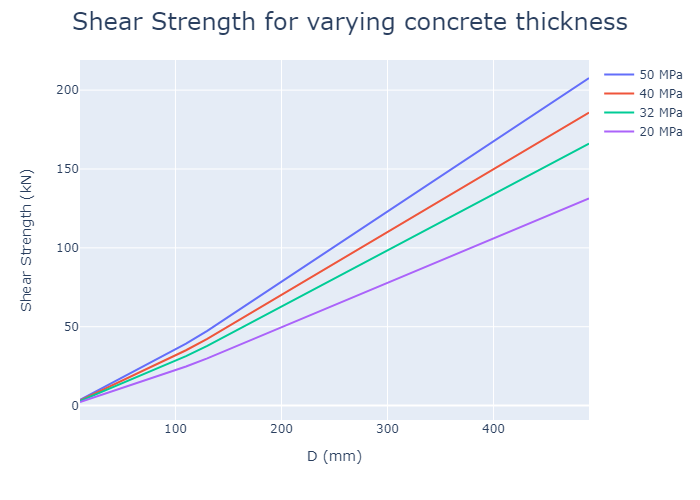 Shear Strength for varying concrete thickness
50 MPa
40 MPa
32 MPa
20 MPa
Shear Strength (kN)
200
150
100
50
0
100 200 300 400
D (mm)